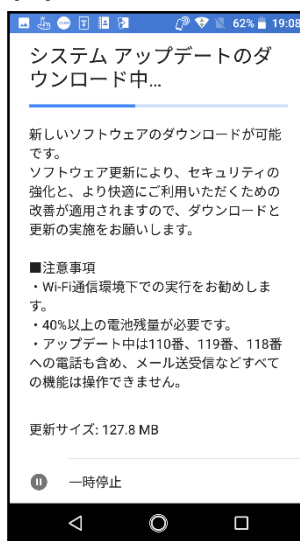 62% 19:08
システム アップデートのダ
ウンロード中...
新しいソフトウェアのダウンロードが可能
です。
ソフトウェア更新により、セキュリティの
強化と、より快適にご利用いただくための
改善が適用されますので、ダウンロードと
更新の実施をお願いします。
■注意事項
・Wi-Fi通信環境下での実行をお勧めしま
す。
・40%以上の電池残量が必要です。
・アップデート中は110番、119番、118番
への電話も含め、メール送受信などすべて
の機能は操作できません。
更新サイズ: 127.8 MB
一時停止